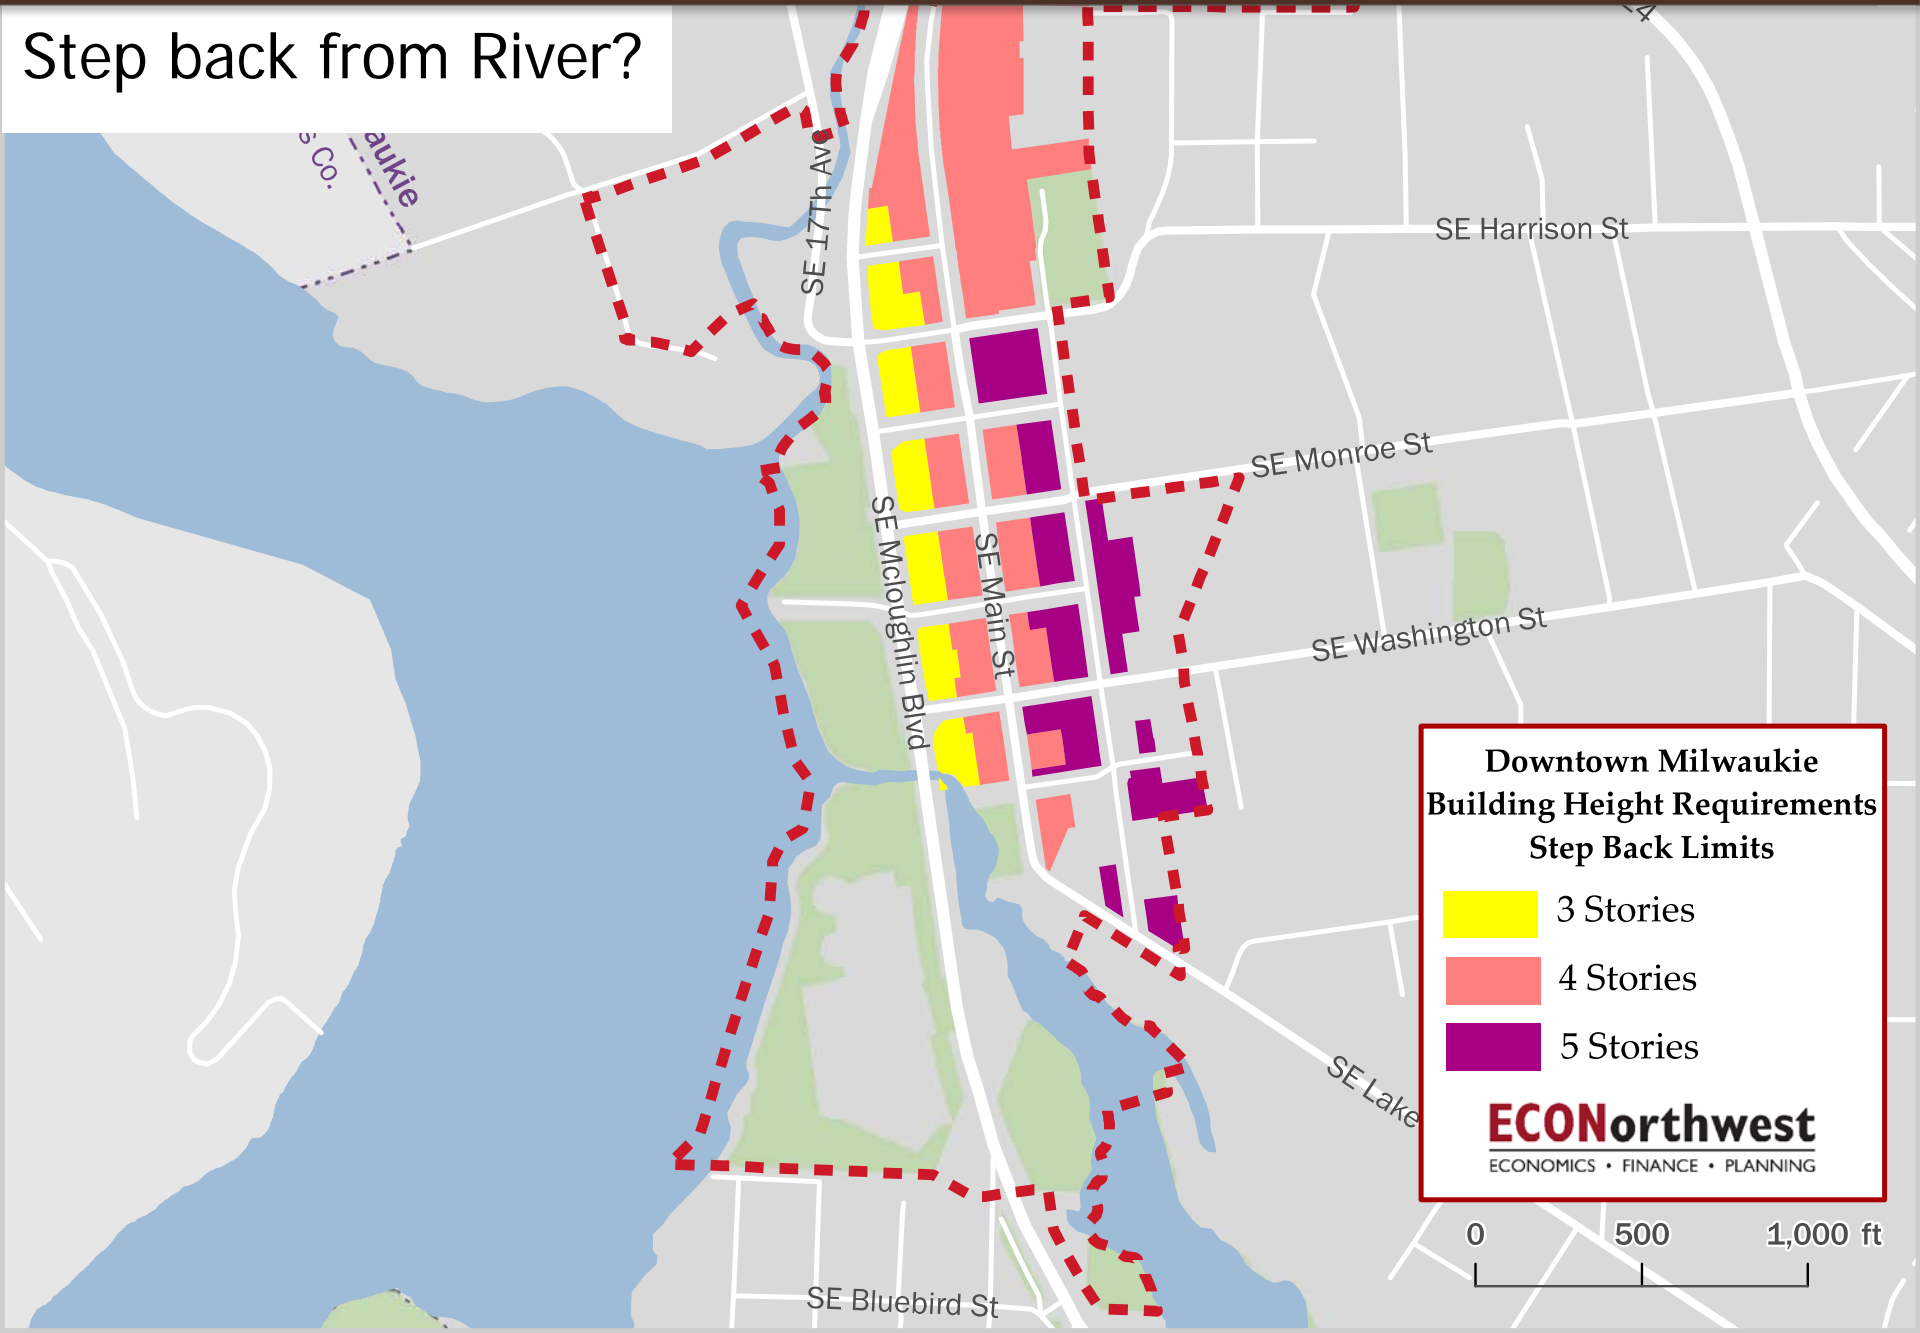 Step back from River?
aukie
s Co.
SE 17Th Ave
SE Harrison St
SE Monroe St
SE Mcloughlin Blvd
SE Main St
SE Washington St
Downtown Milwaukie
Building Height Requirements
Step Back Limits
3 Stories
4 Stories
5 Stories
SE Lake
ECONorthwest
ECONOMICS • FINANCE • PLANNING
0 500 1,000 ft
SE Bluebird St